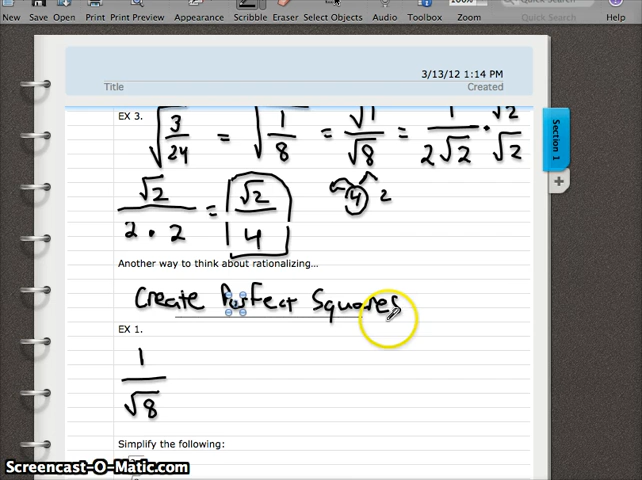 New Save Open Print Print Preview Appearance Scribble Eraser Select Objects Audio Toolbox Zoom Quick Search Help
100%
Quick Search
3/13/12 1:14 PM
Title Created
EX 3. √3/24 = √1/8 = √1/√8 = 1/2√2 · √2/√2
√2/2 · 2 = √2/4 4 2
Another way to think about rationalizing...
Create Perfect Squares
EX 1.
1/√8
Simplify the following:
Section 1
Screencast-O-Matic.com